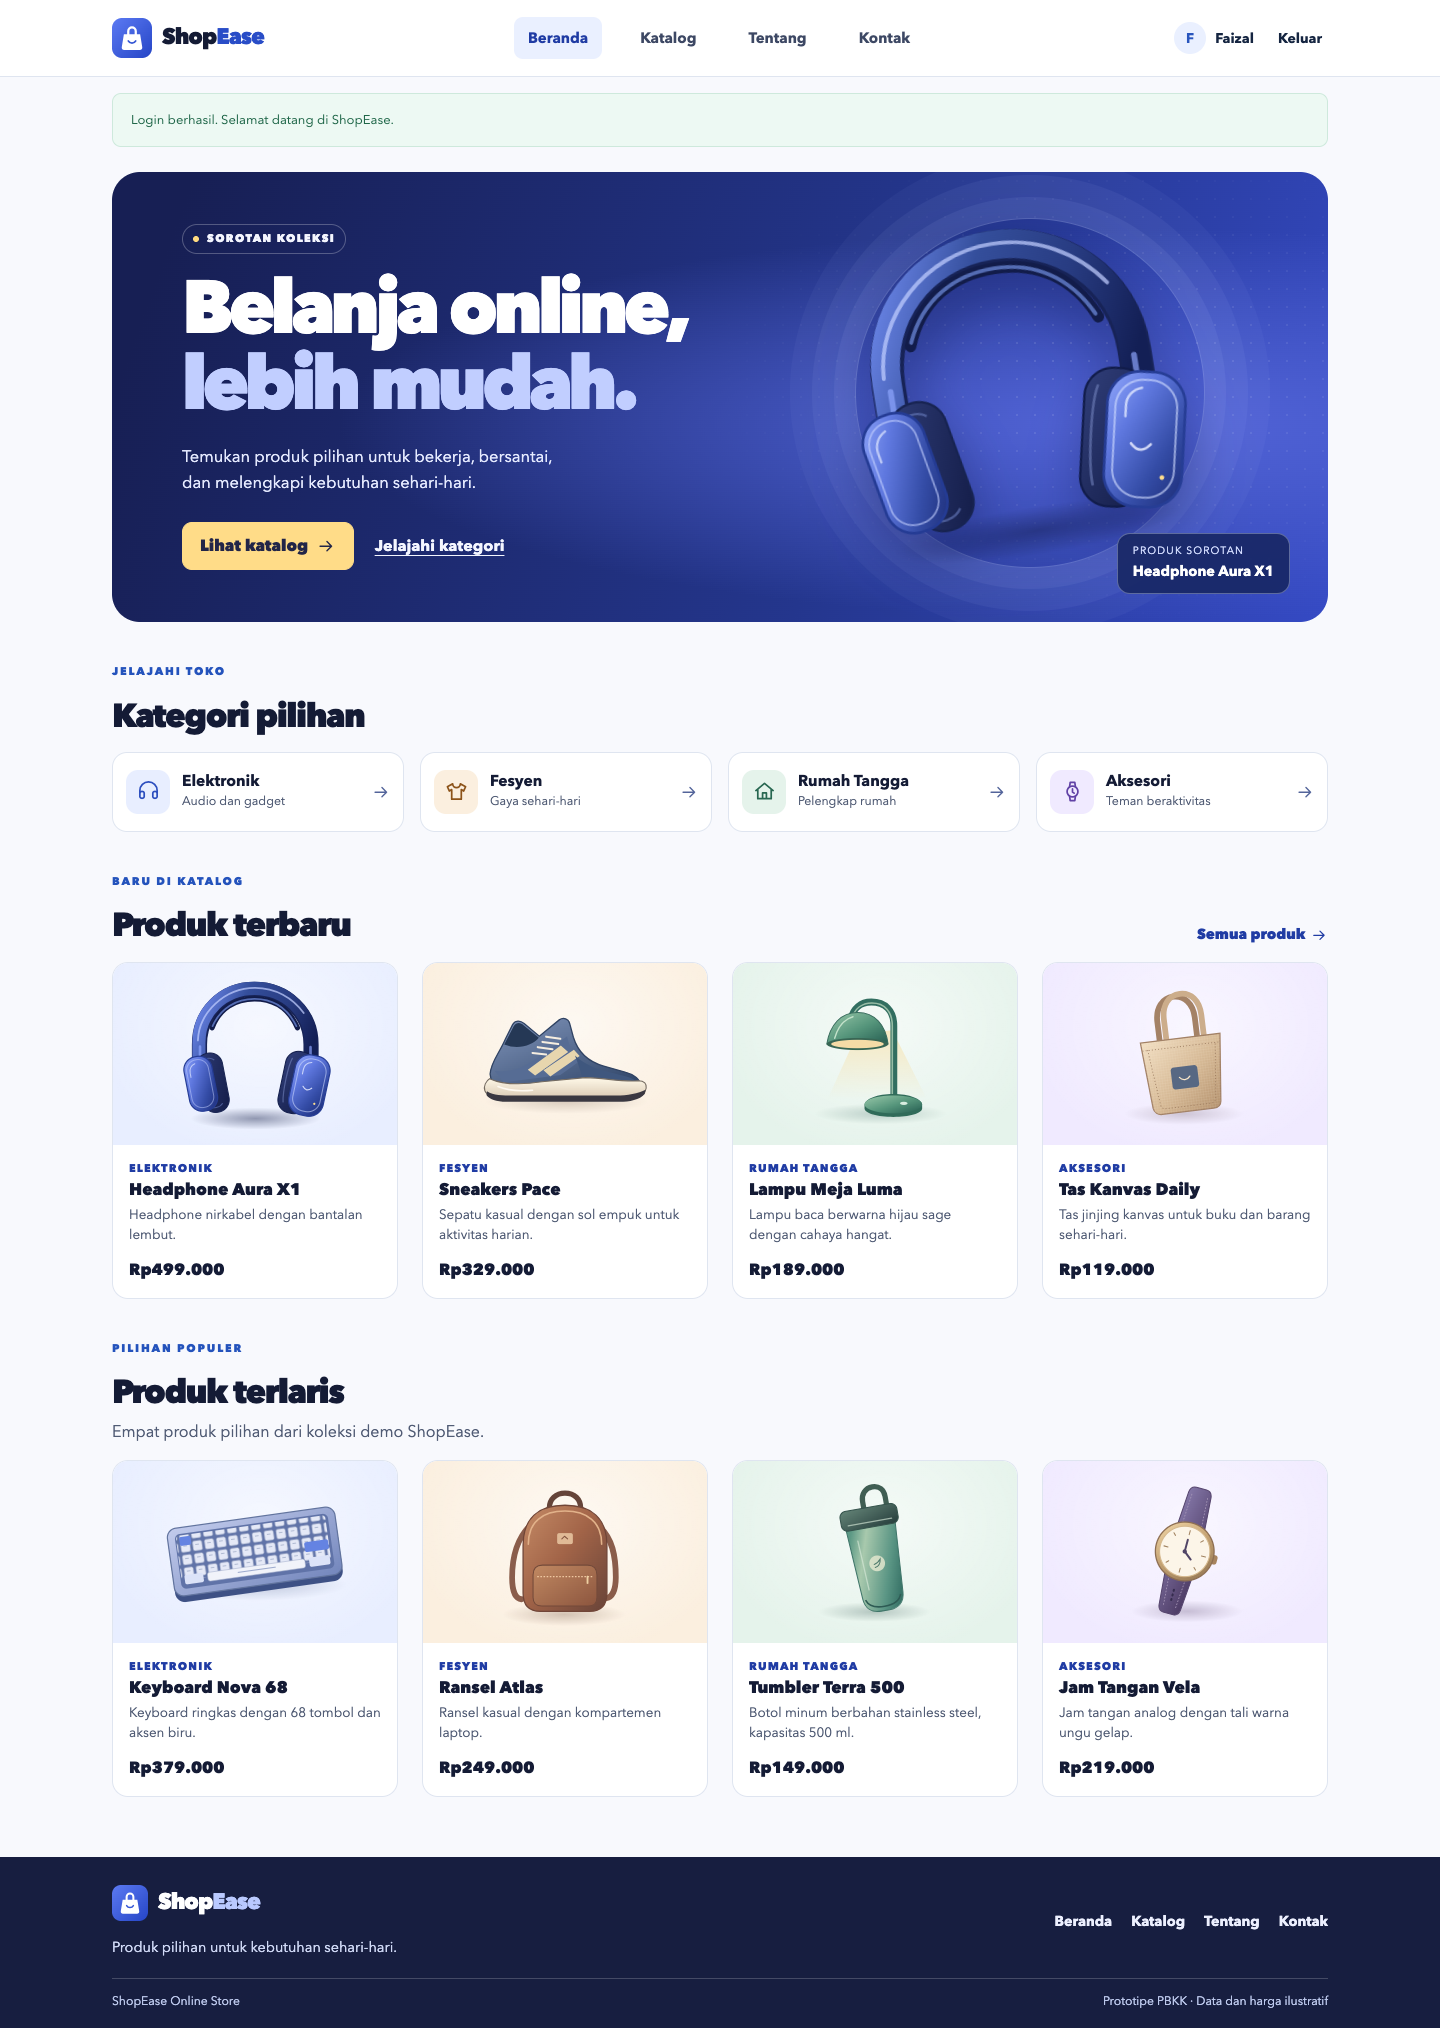 ShopEase
Beranda
Katalog
Tentang
Kontak
F
Faizal
Keluar
Login berhasil. Selamat datang di ShopEase.
SOROTAN KOLEKSI
Belanja online,
lebih mudah.
Temukan produk pilihan untuk bekerja, bersantai,
dan melengkapi kebutuhan sehari-hari.
Lihat katalog →
Jelajahi kategori
PRODUK SOROTAN
Headphone Aura X1
JELAJAHI TOKO
Kategori pilihan
Elektronik
Audio dan gadget
Fesyen
Gaya sehari-hari
Rumah Tangga
Pelengkap rumah
Aksesori
Teman beraktivitas
BARU DI KATALOG
Produk terbaru
Semua produk →
ELEKTRONIK
Headphone Aura X1
Headphone nirkabel dengan bantalan
lembut.
Rp499.000
FESYEN
Sneakers Pace
Sepatu kasual dengan sol empuk untuk
aktivitas harian.
Rp329.000
RUMAH TANGGA
Lampu Meja Luma
Lampu baca berwarna hijau sage
dengan cahaya hangat.
Rp189.000
AKSESORI
Tas Kanvas Daily
Tas jinjing kanvas untuk buku dan barang
sehari-hari.
Rp119.000
PILIHAN POPULER
Produk terlaris
Empat produk pilihan dari koleksi demo ShopEase.
ELEKTRONIK
Keyboard Nova 68
Keyboard ringkas dengan 68 tombol dan
aksen biru.
Rp379.000
FESYEN
Ransel Atlas
Ransel kasual dengan kompartemen
laptop.
Rp249.000
RUMAH TANGGA
Tumbler Terra 500
Botol minum berbahan stainless steel,
kapasitas 500 ml.
Rp149.000
AKSESORI
Jam Tangan Vela
Jam tangan analog dengan tali warna
ungu gelap.
Rp219.000
ShopEase
Produk pilihan untuk kebutuhan sehari-hari.
Beranda
Katalog
Tentang
Kontak
ShopEase Online Store
Prototipe PBKK · Data dan harga ilustratif